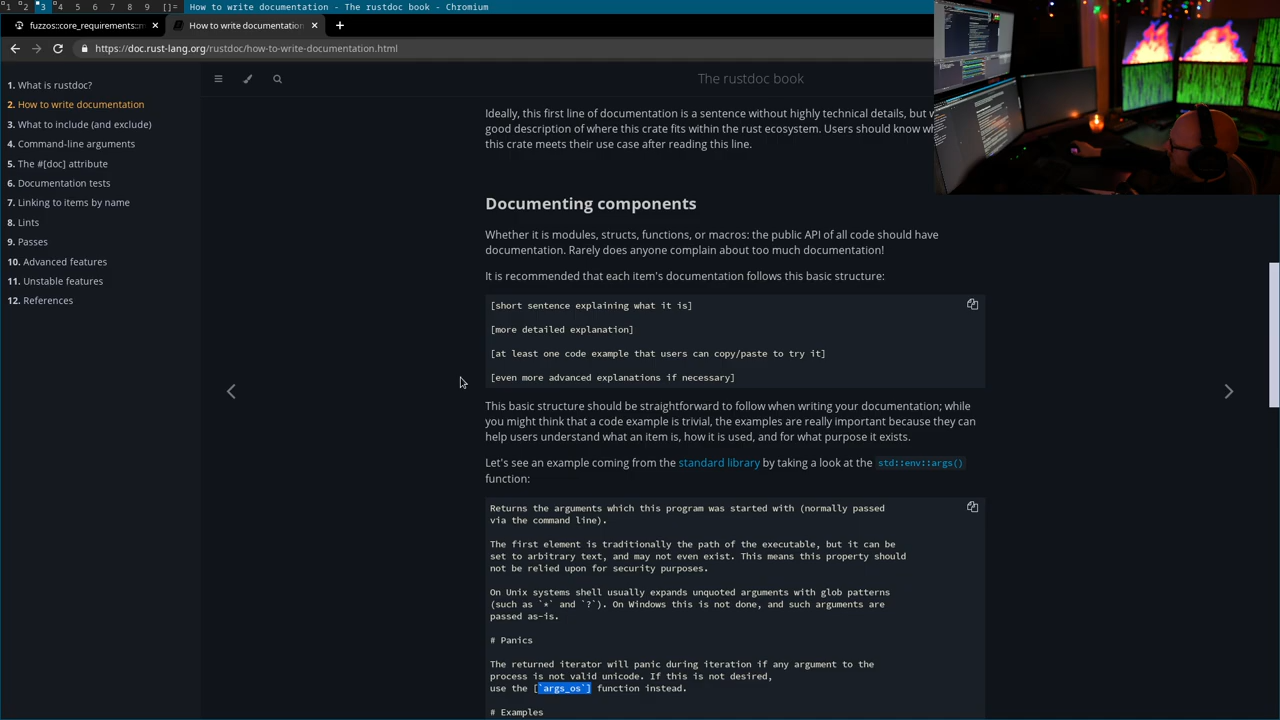 1 2 3 4 5 6 7 8 9 []= How to write documentation - The rustdoc book - Chromium
fuzzos::core_requirements::m
How to write documentation
https://doc.rust-lang.org/rustdoc/how-to-write-documentation.html
1. What is rustdoc?
2. How to write documentation
3. What to include (and exclude)
4. Command-line arguments
5. The #[doc] attribute
6. Documentation tests
7. Linking to items by name
8. Lints
9. Passes
10. Advanced features
11. Unstable features
12. References
The rustdoc book
Ideally, this first line of documentation is a sentence without highly technical details, but w
good description of where this crate fits within the rust ecosystem. Users should know w
this crate meets their use case after reading this line.
Documenting components
Whether it is modules, structs, functions, or macros: the public API of all code should have
documentation. Rarely does anyone complain about too much documentation!
It is recommended that each item's documentation follows this basic structure:
[short sentence explaining what it is]
[more detailed explanation]
[at least one code example that users can copy/paste to try it]
[even more advanced explanations if necessary]
This basic structure should be straightforward to follow when writing your documentation; while
you might think that a code example is trivial, the examples are really important because they can
help users understand what an item is, how it is used, and for what purpose it exists.
Let's see an example coming from the standard library by taking a look at the std::env::args()
function:
Returns the arguments which this program was started with (normally passed
via the command line).
The first element is traditionally the path of the executable, but it can be
set to arbitrary text, and may not even exist. This means this property should
not be relied upon for security purposes.
On Unix systems shell usually expands unquoted arguments with glob patterns
(such as `*` and `?`). On Windows this is not done, and such arguments are
passed as-is.
# Panics
The returned iterator will panic during iteration if any argument to the
process is not valid unicode. If this is not desired,
use the [`args_os`] function instead.
# Examples